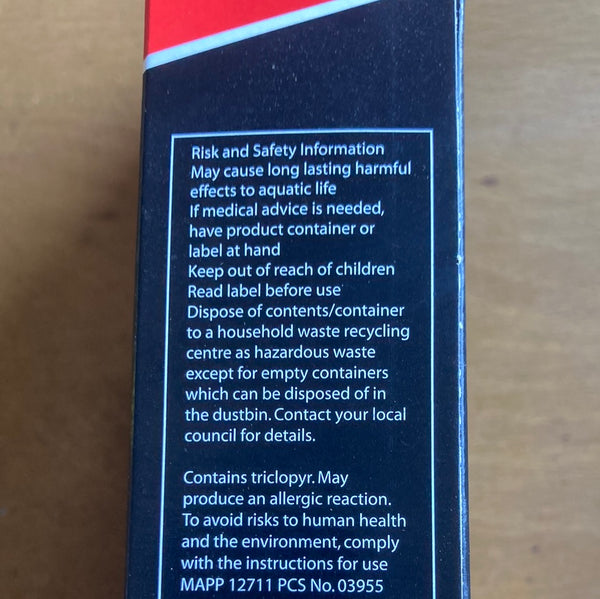 Risk and Safety Information
May cause long lasting harmful
effects to aquatic life
If medical advice is needed,
have product container or
label at hand
Keep out of reach of children
Read label before use
Dispose of contents/container
to a household waste recycling
centre as hazardous waste
except for empty containers
which can be disposed of in
the dustbin. Contact your local
council for details.
Contains triclopyr. May
produce an allergic reaction.
To avoid risks to human health
and the environment, comply
with the instructions for use
MAPP 12711 PCS No. 03955